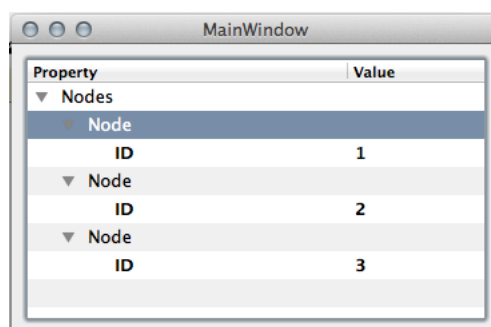 MainWindow
Property Value
Nodes
Node
ID 1
Node
ID 2
Node
ID 3